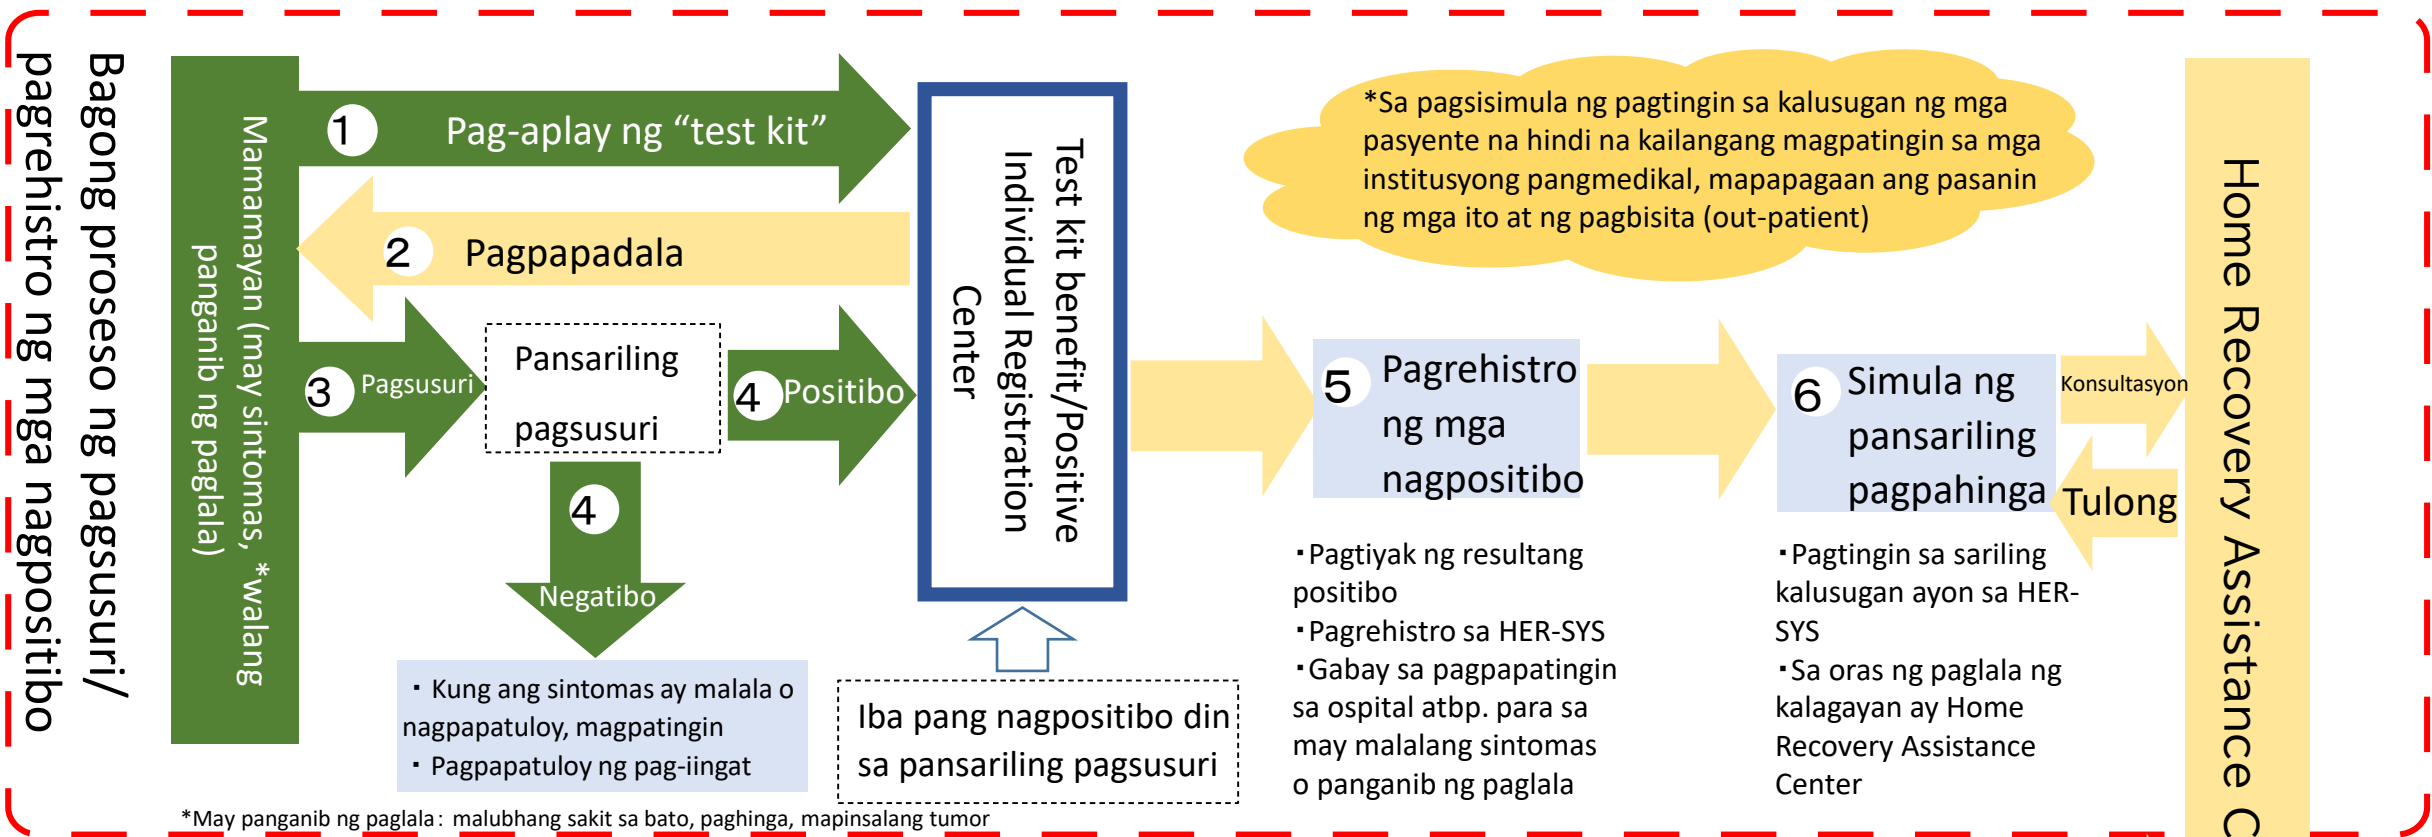 Bagong proseso ng pagsusuri/
pagrehistro ng mga nagpositibo
Mamamayan (may sintomas, *walang
panganib ng paglala)
1 Pag-aplay ng “test kit”
2 Pagpapadala
3 Pagsusuri
Pansariling
pagsusuri
4 Positibo
4
Negatibo
・ Kung ang sintomas ay malala o
nagpapatuloy, magpatingin
・ Pagpapatuloy ng pag-iingat
Test kit benefit/Positive
Individual Registration
Center
Iba pang nagpositibo din
sa pansariling pagsusuri
*Sa pagsisimula ng pagtingin sa kalusugan ng mga
pasyente na hindi na kailangang magpatingin sa mga
institusyong pangmedikal, mapapagaan ang pasanin
ng mga ito at ng pagbisita (out-patient)
5 Pagrehistro
ng mga
nagpositibo
・Pagtiyak ng resultang
positibo
・Pagrehistro sa HER-SYS
・Gabay sa pagpapatingin
sa ospital atbp. para sa
may malalang sintomas
o panganib ng paglala
6 Simula ng
pansariling
pagpahinga
・Pagtingin sa sariling
kalusugan ayon sa HER-
SYS
・Sa oras ng paglala ng
kalagayan ay Home
Recovery Assistance
Center
Konsultasyon
Tulong
Home Recovery Assistance C
*May panganib ng paglala: malubhang sakit sa bato, paghinga, mapinsalang tumor